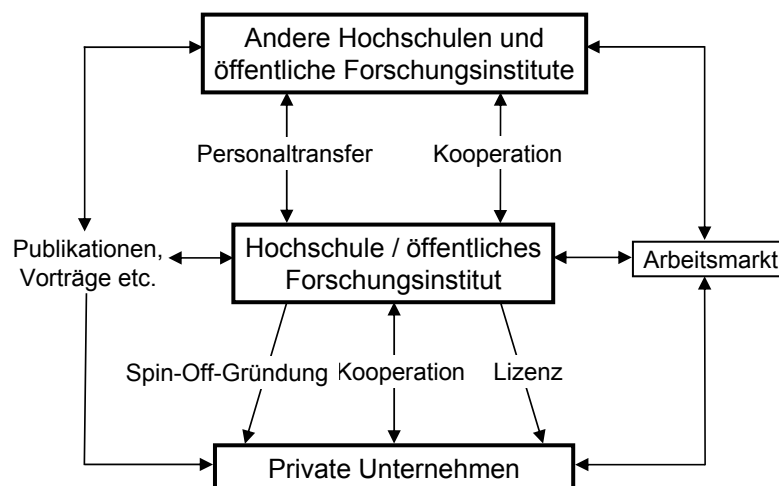 Andere Hochschulen und
öffentliche Forschungsinstitute
Personaltransfer
Kooperation
Publikationen,
Vorträge etc.
Hochschule / öffentliches
Forschungsinstitut
Arbeitsmarkt
Spin-Off-Gründung
Kooperation
Lizenz
Private Unternehmen